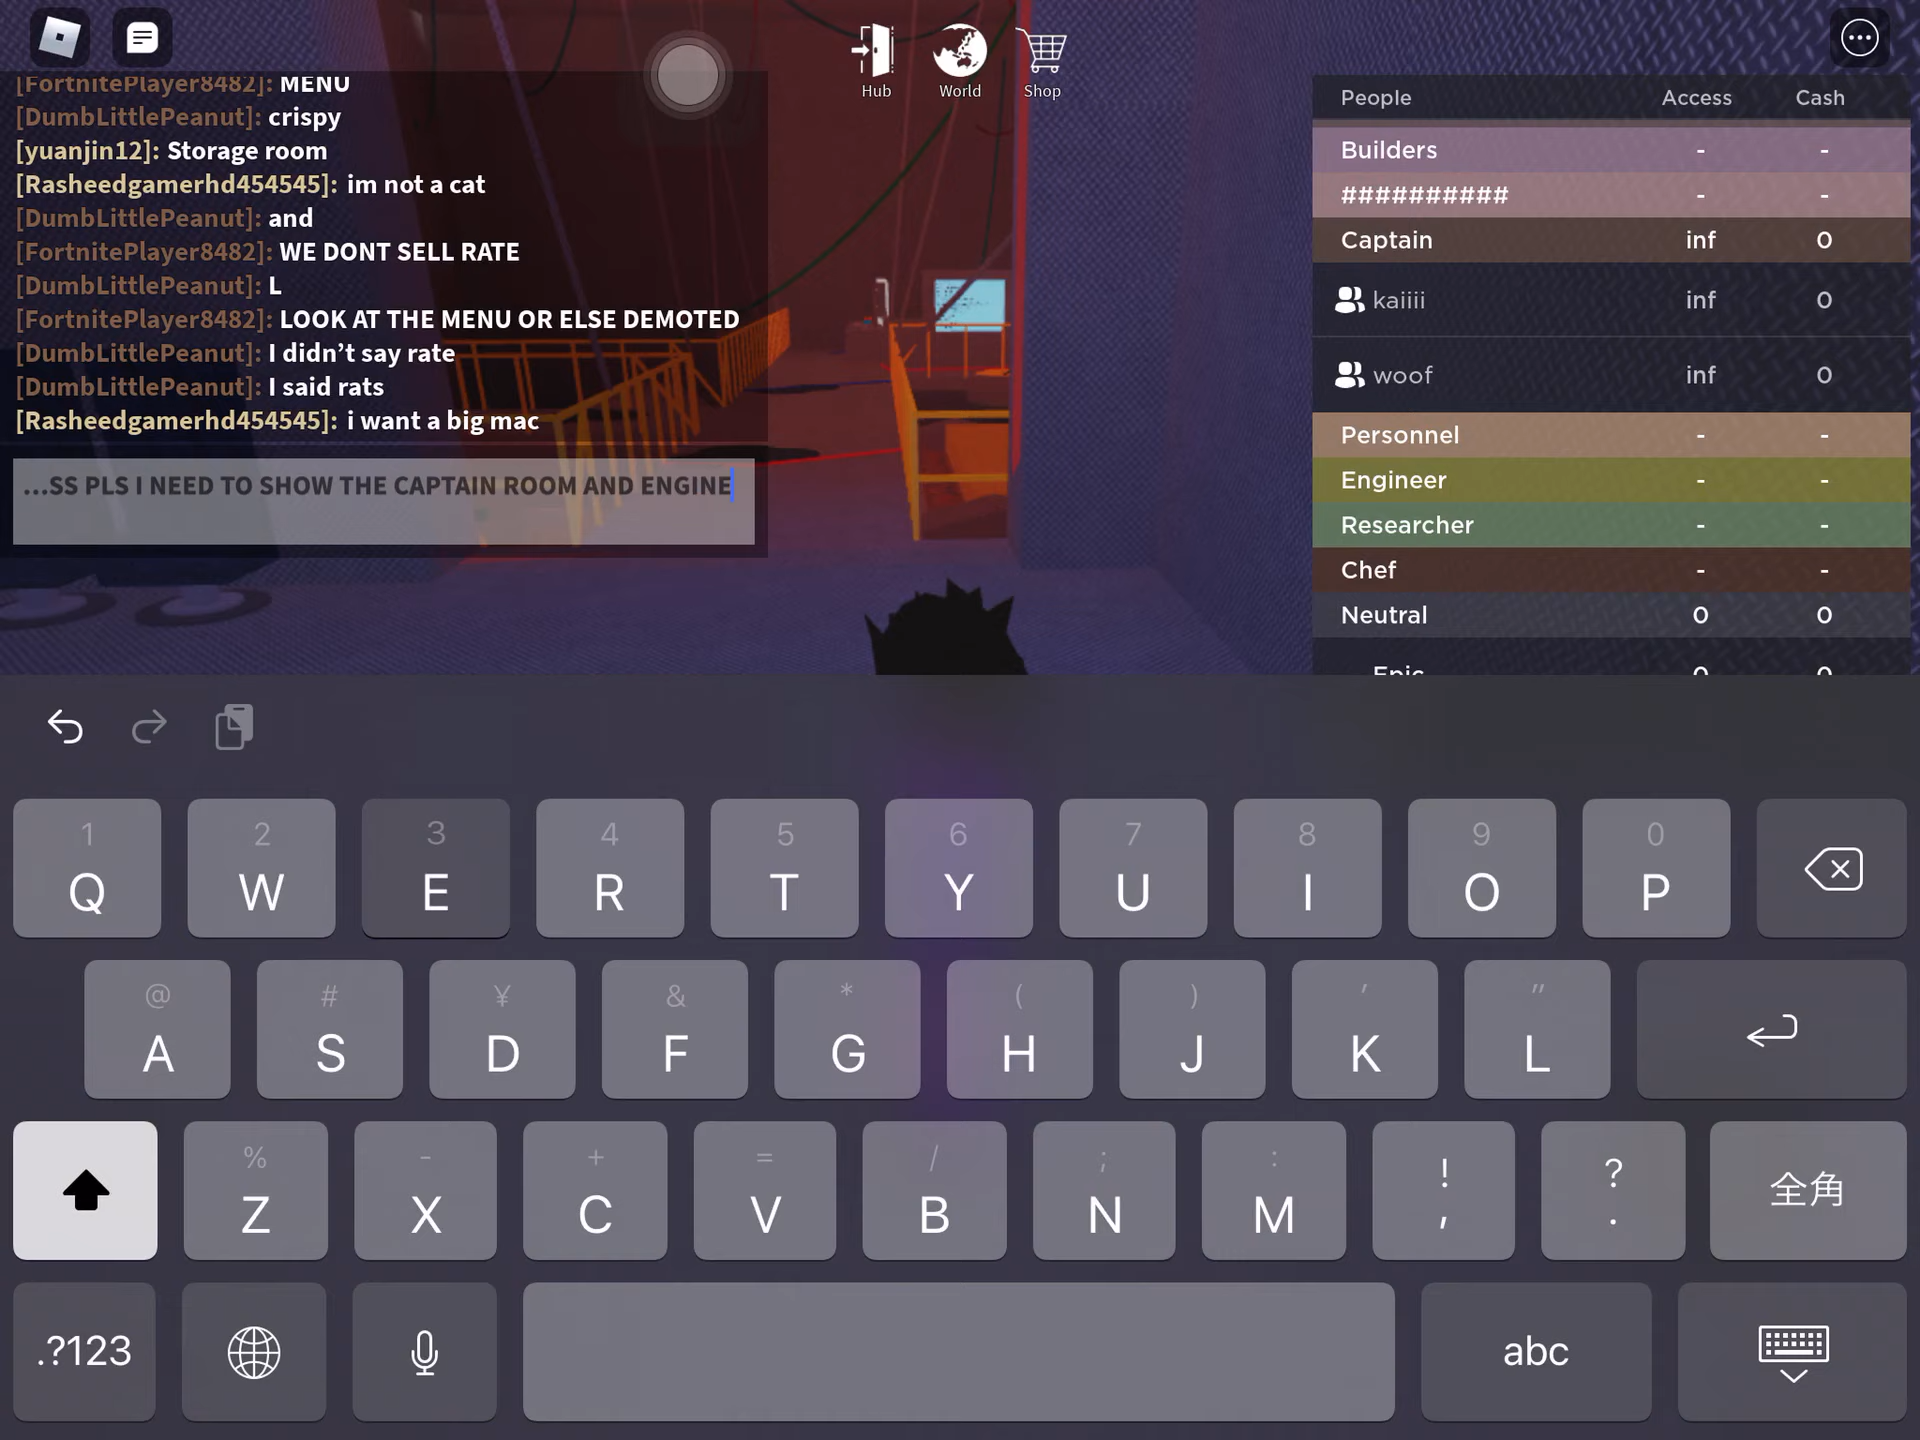 Hub World Shop
[FortnitePlayer8482]: MENU
[DumbLittlePeanut]: crispy
[yuanjin12]: Storage room
[Rasheedgamerhd454545]: im not a cat
[DumbLittlePeanut]: and
[FortnitePlayer8482]: WE DONT SELL RATE
[DumbLittlePeanut]: L
[FortnitePlayer8482]: LOOK AT THE MENU OR ELSE DEMOTED
[DumbLittlePeanut]: I didn’t say rate
[DumbLittlePeanut]: I said rats
[Rasheedgamerhd454545]: i want a big mac
...SS PLS I NEED TO SHOW THE CAPTAIN ROOM AND ENGINE
People Access Cash
Builders - -
########## - -
Captain inf 0
kaiiii inf 0
woof inf 0
Personnel - -
Engineer - -
Researcher - -
Chef - -
Neutral 0 0
Epic 0 0
1 2 3 4 5 6 7 8 9 0
Q W E R T Y U I O P
@ # ¥ & * ( ) ' "
A S D F G H J K L
% - + = / ; : ! ?
Z X C V B N M , . 全角
.?123 abc